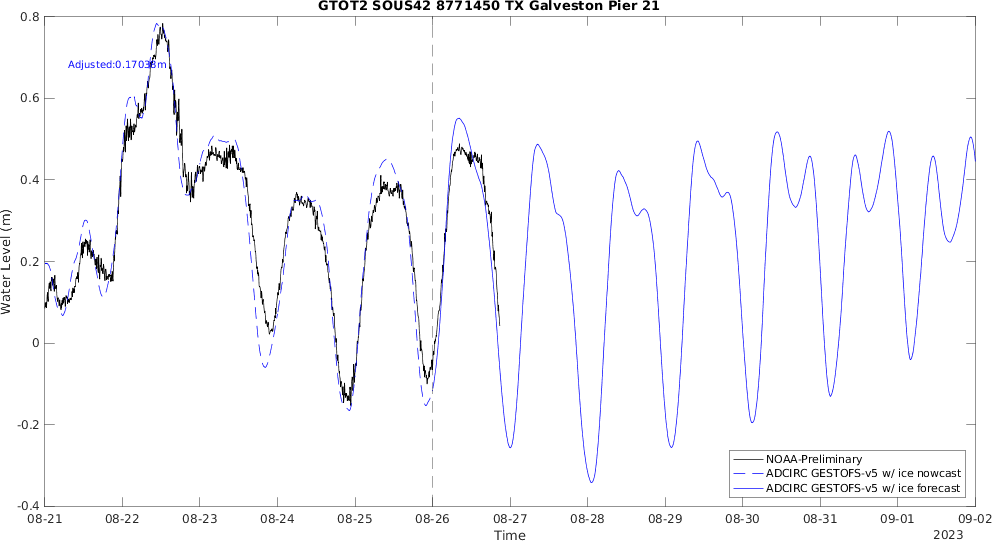 GTOT2 SOUS42 8771450 TX Galveston Pier 21
Adjusted:0.17038m
Water Level (m)
0.8
0.6
0.4
0.2
0
-0.2
-0.4
NOAA-Preliminary
ADCIRC GESTOFS-v5 w/ ice nowcast
ADCIRC GESTOFS-v5 w/ ice forecast
08-21 08-22 08-23 08-24 08-25 08-26 08-27 08-28 08-29 08-30 08-31 09-01 09-02
Time
2023